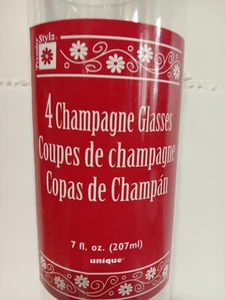 Stylz
4 Champagne Glasses
Coupes de champagne
Copas de Champán
7 fl. oz. (207ml)
unique